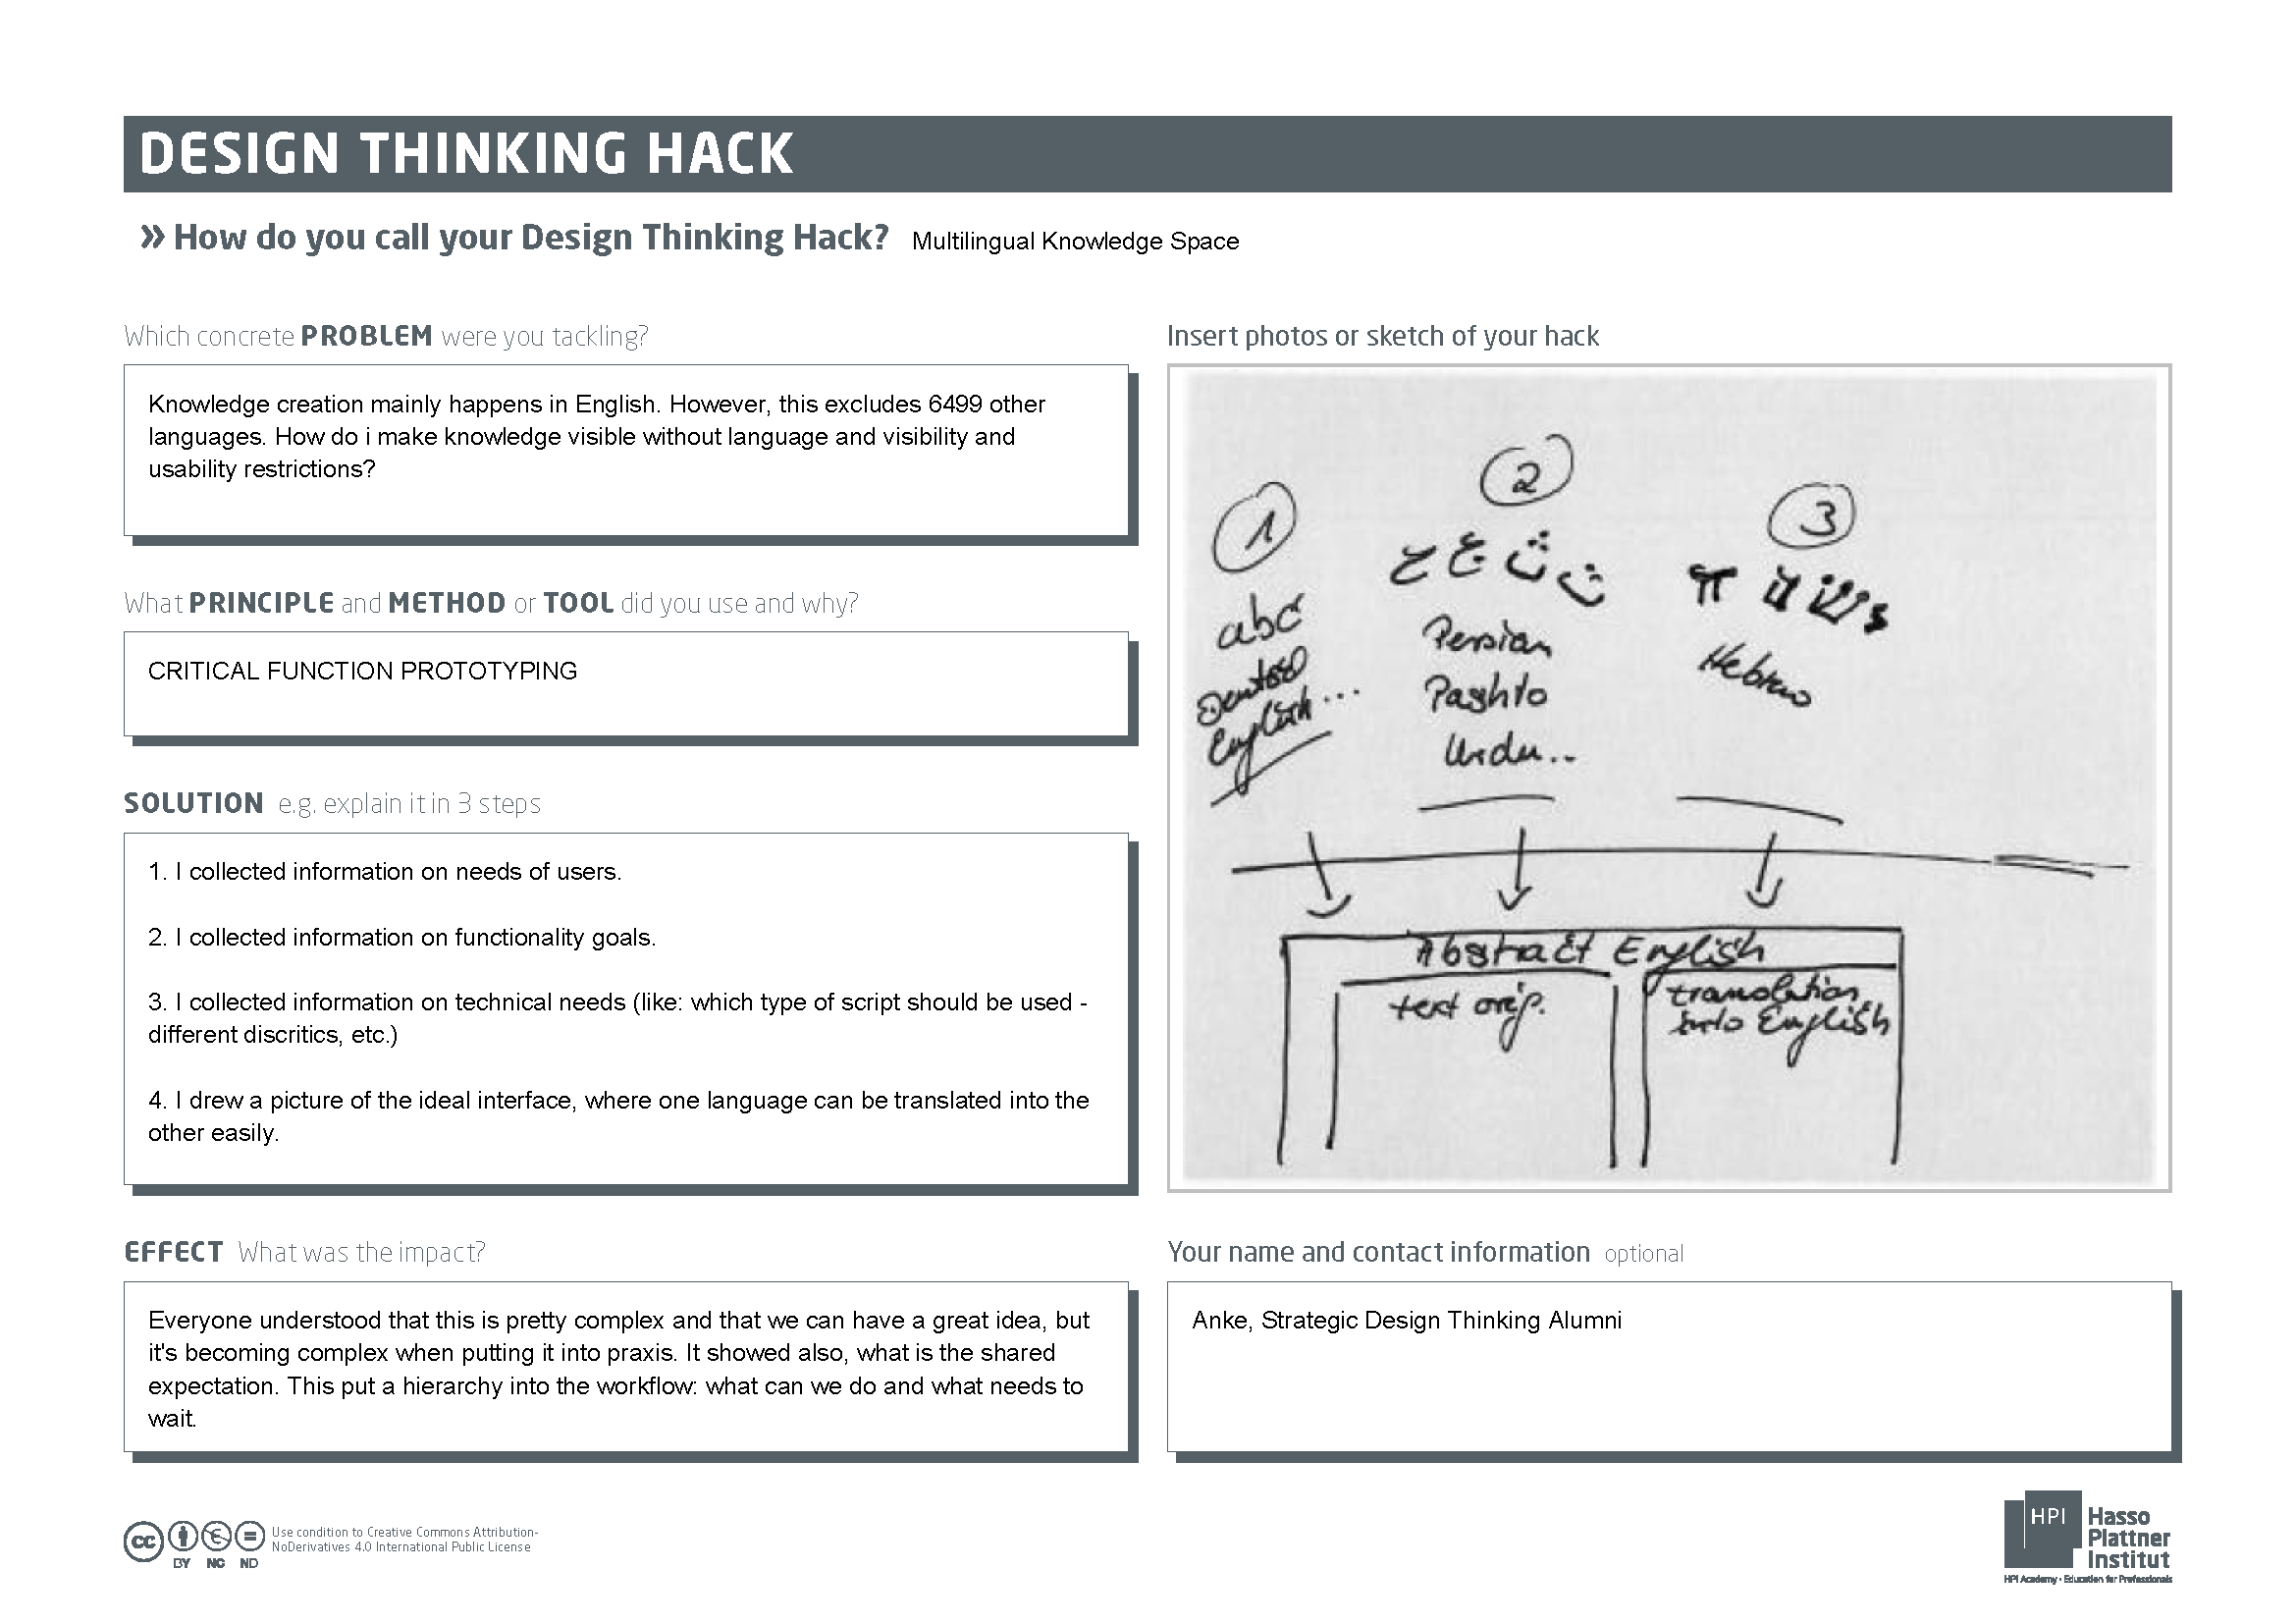 DESIGN THINKING HACK
» How do you call your Design Thinking Hack? Multilingual Knowledge Space
Which concrete PROBLEM were you tackling?
Knowledge creation mainly happens in English. However, this excludes 6499 other
languages. How do i make knowledge visible without language and visibility and
usability restrictions?
What PRINCIPLE and METHOD or TOOL did you use and why?
CRITICAL FUNCTION PROTOTYPING
SOLUTION e.g. explain it in 3 steps
1. I collected information on needs of users.
2. I collected information on functionality goals.
3. I collected information on technical needs (like: which type of script should be used -
different discritics, etc.)
4. I drew a picture of the ideal interface, where one language can be translated into the
other easily.
EFFECT What was the impact?
Everyone understood that this is pretty complex and that we can have a great idea, but
it's becoming complex when putting it into praxis. It showed also, what is the shared
expectation. This put a hierarchy into the workflow: what can we do and what needs to
wait.
Insert photos or sketch of your hack
1
abc
English...
2
Persian
Pashto
Urdu..
3
Hebrew
Abstract English
text orig.
translation
into English
Your name and contact information optional
Anke, Strategic Design Thinking Alumni
cc
BY NC ND
Use condition to Creative Commons Attribution-
NoDerivatives 4.0 International Public License
HPI
Hasso
Plattner
Institut
HPI Academy · Education for Professionals